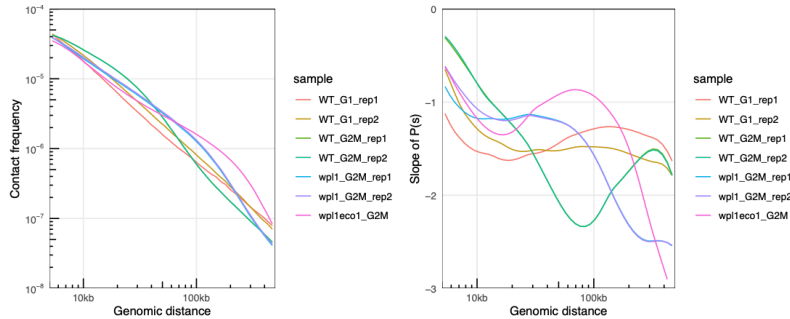 10⁻⁴
10⁻⁵
10⁻⁶
10⁻⁷
10⁻⁸
Contact frequency
10kb
100kb
Genomic distance
sample
WT_G1_rep1
WT_G1_rep2
WT_G2M_rep1
WT_G2M_rep2
wpl1_G2M_rep1
wpl1_G2M_rep2
wpl1eco1_G2M
0
−1
−2
−3
Slope of P(s)
10kb
100kb
Genomic distance
sample
WT_G1_rep1
WT_G1_rep2
WT_G2M_rep1
WT_G2M_rep2
wpl1_G2M_rep1
wpl1_G2M_rep2
wpl1eco1_G2M